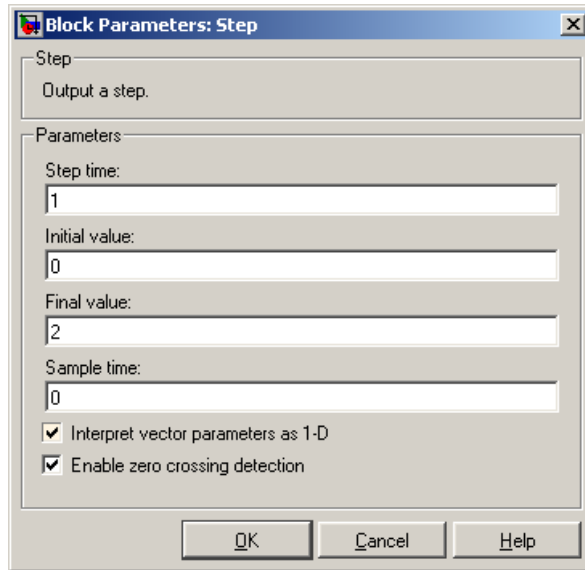 Block Parameters: Step
Step
Output a step.
Parameters
Step time:
1
Initial value:
0
Final value:
2
Sample time:
0
Interpret vector parameters as 1-D
Enable zero crossing detection
OK Cancel Help